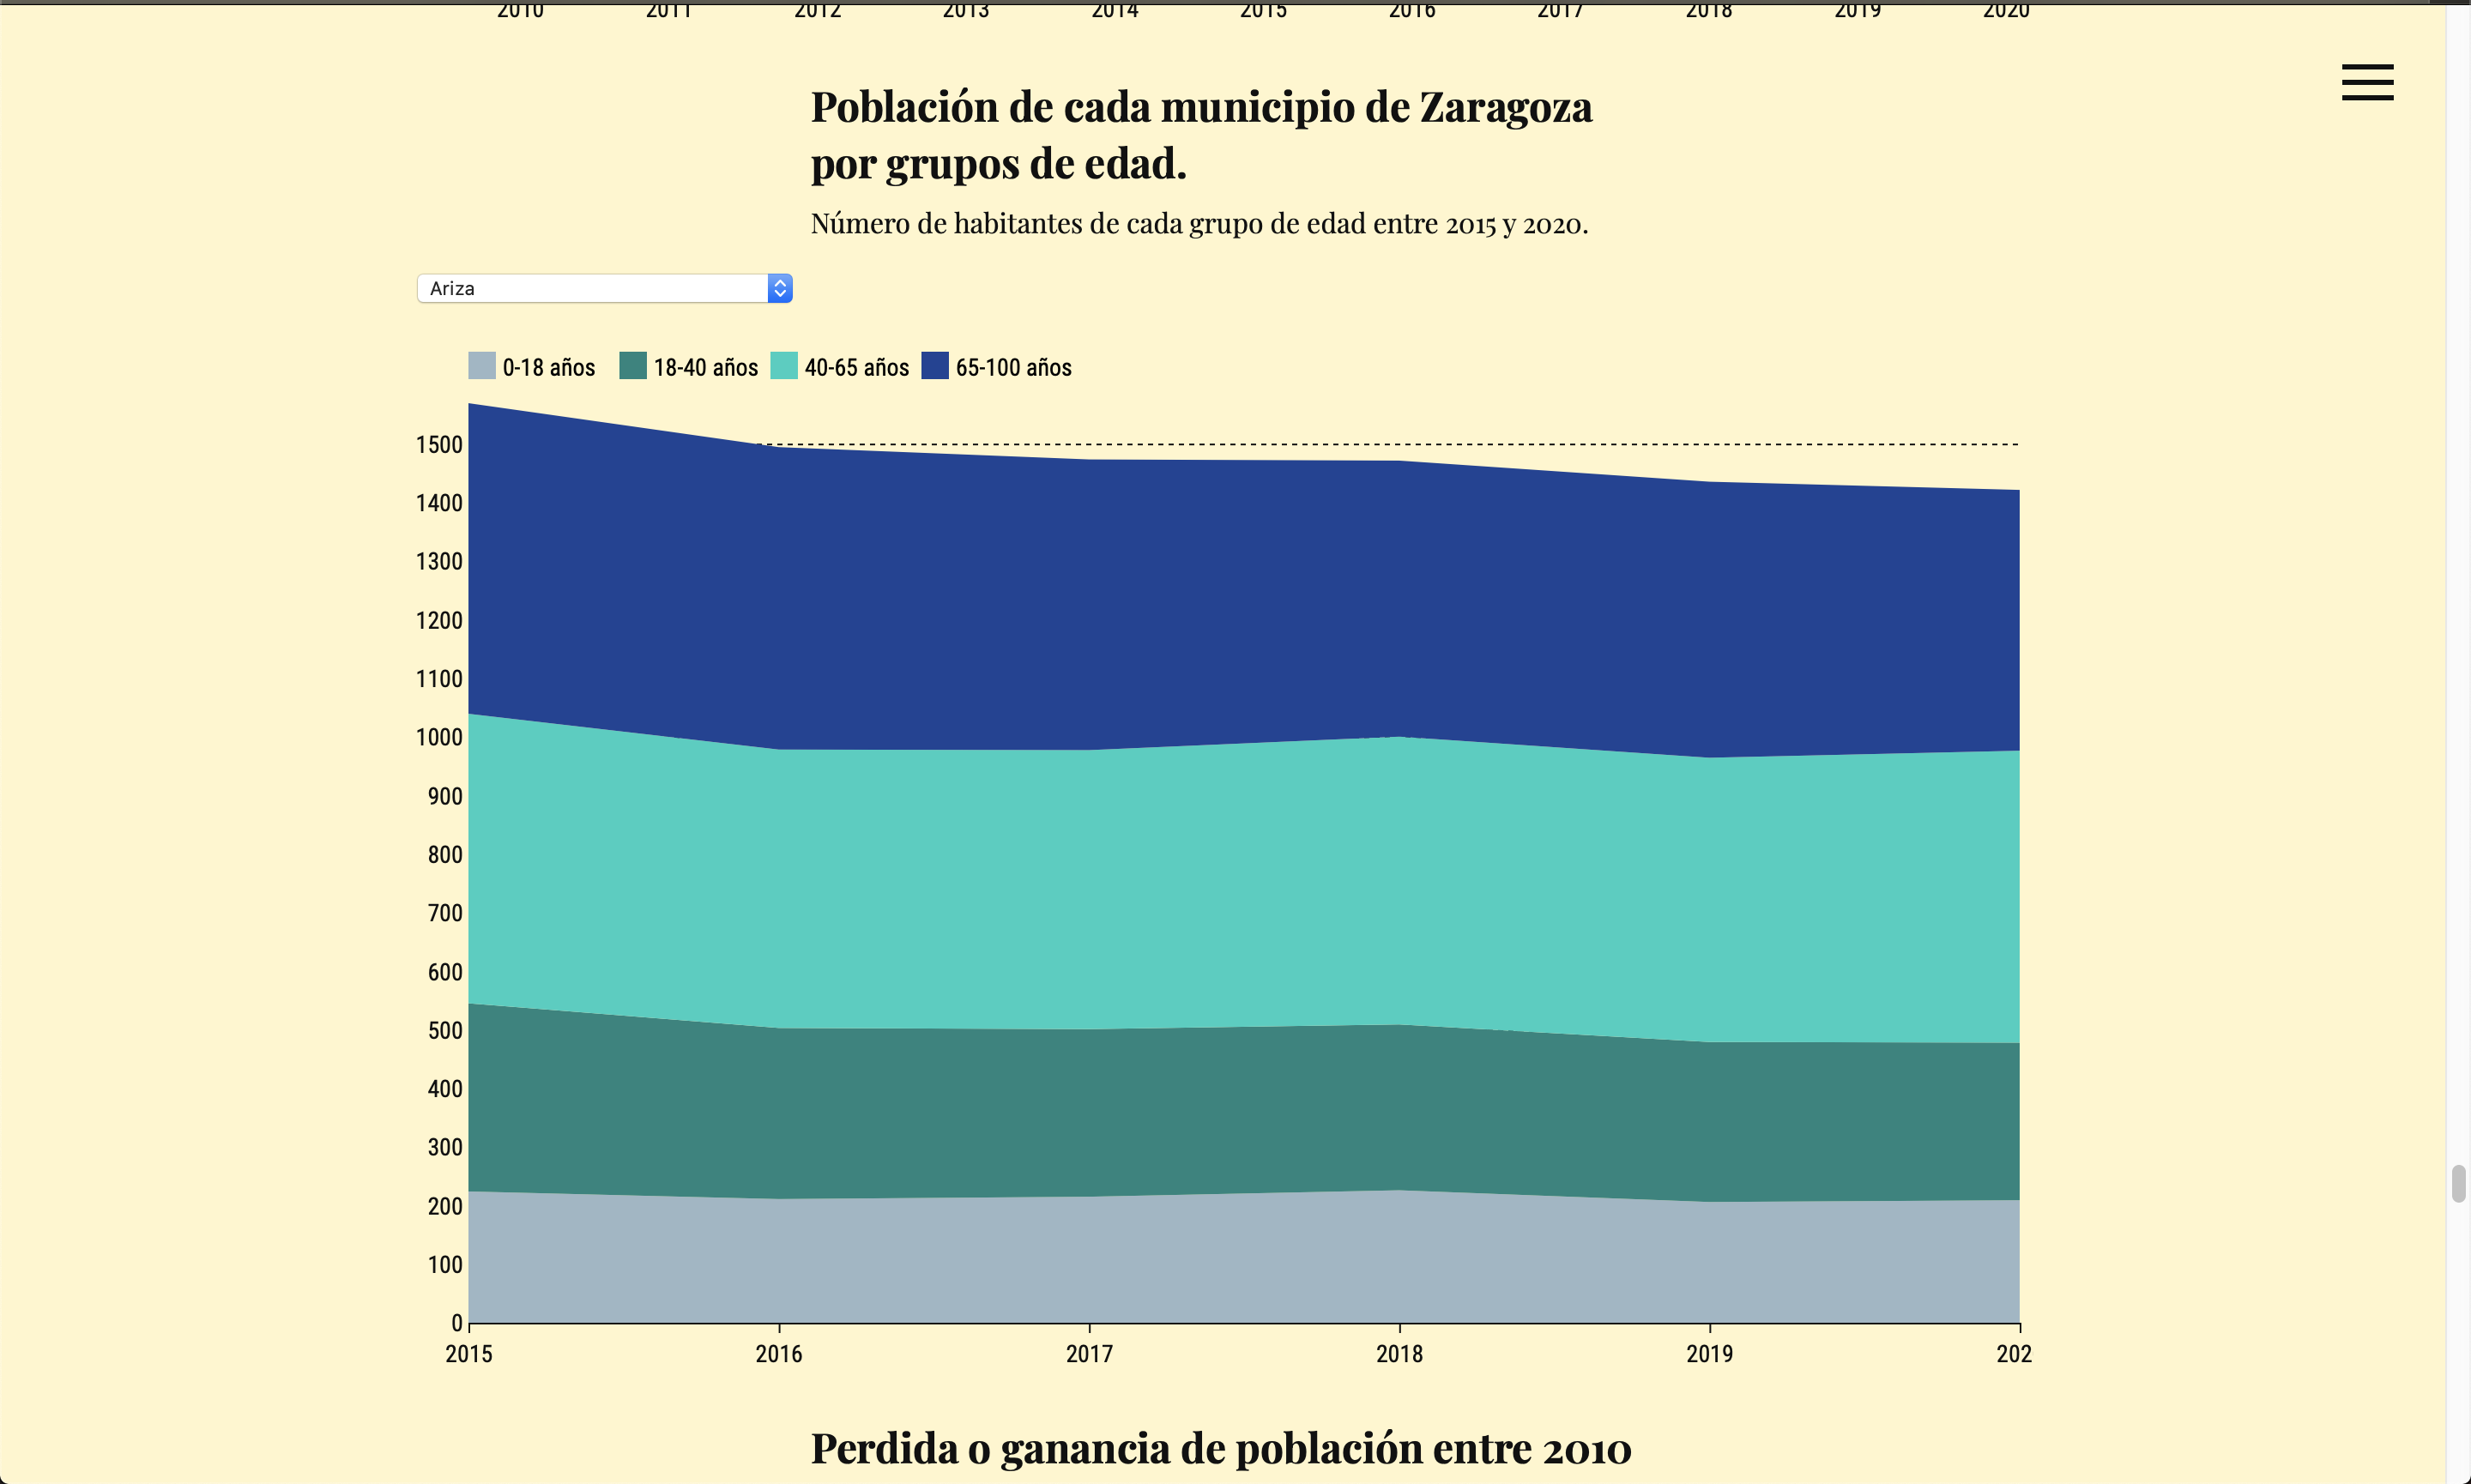 2010 2011 2012 2013 2014 2015 2016 2017 2018 2019 2020
Población de cada municipio de Zaragoza
por grupos de edad.
Número de habitantes de cada grupo de edad entre 2015 y 2020.
Ariza
0-18 años 18-40 años 40-65 años 65-100 años
1500
1400
1300
1200
1100
1000
900
800
700
600
500
400
300
200
100
0
2015 2016 2017 2018 2019 202
Perdida o ganancia de población entre 2010